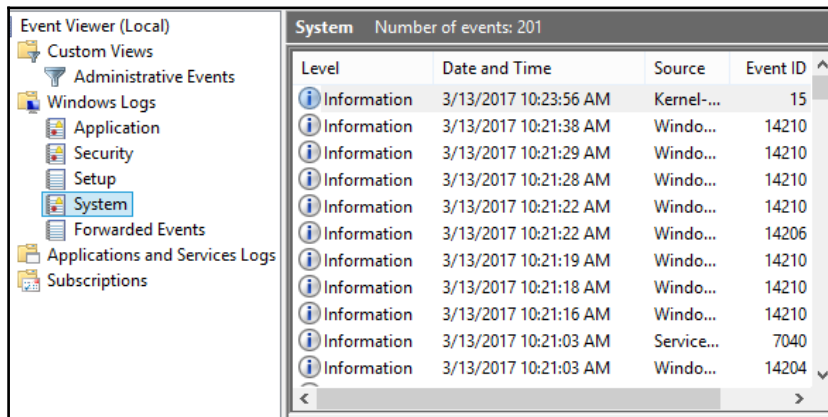 Event Viewer (Local)
Custom Views
Administrative Events
Windows Logs
Application
Security
Setup
System
Forwarded Events
Applications and Services Logs
Subscriptions
System Number of events: 201
Level Date and Time Source Event ID
Information 3/13/2017 10:23:56 AM Kernel-... 15
Information 3/13/2017 10:21:38 AM Windo... 14210
Information 3/13/2017 10:21:29 AM Windo... 14210
Information 3/13/2017 10:21:28 AM Windo... 14210
Information 3/13/2017 10:21:22 AM Windo... 14210
Information 3/13/2017 10:21:22 AM Windo... 14206
Information 3/13/2017 10:21:19 AM Windo... 14210
Information 3/13/2017 10:21:18 AM Windo... 14210
Information 3/13/2017 10:21:16 AM Windo... 14210
Information 3/13/2017 10:21:03 AM Service... 7040
Information 3/13/2017 10:21:03 AM Windo... 14204